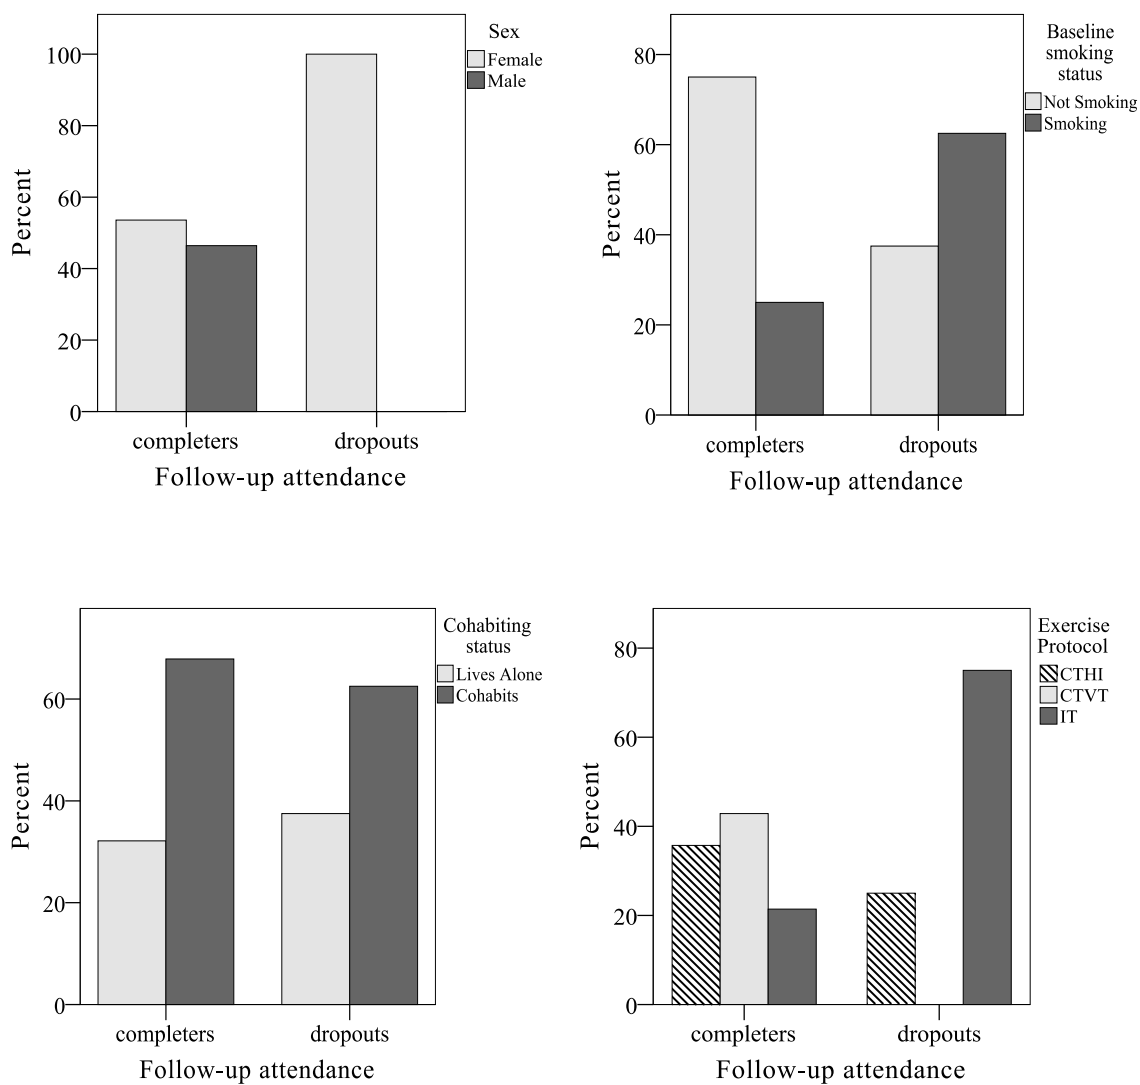 Sex
Female
Male
100
80
60
40
20
0
Percent
completers
dropouts
Follow-up attendance
Baseline
smoking
status
Not Smoking
Smoking
80
60
40
20
0
Percent
completers
dropouts
Follow-up attendance
Cohabiting
status
Lives Alone
Cohabits
60
40
20
0
Percent
completers
dropouts
Follow-up attendance
Exercise
Protocol
CTHI
CTVT
IT
80
60
40
20
0
Percent
completers
dropouts
Follow-up attendance